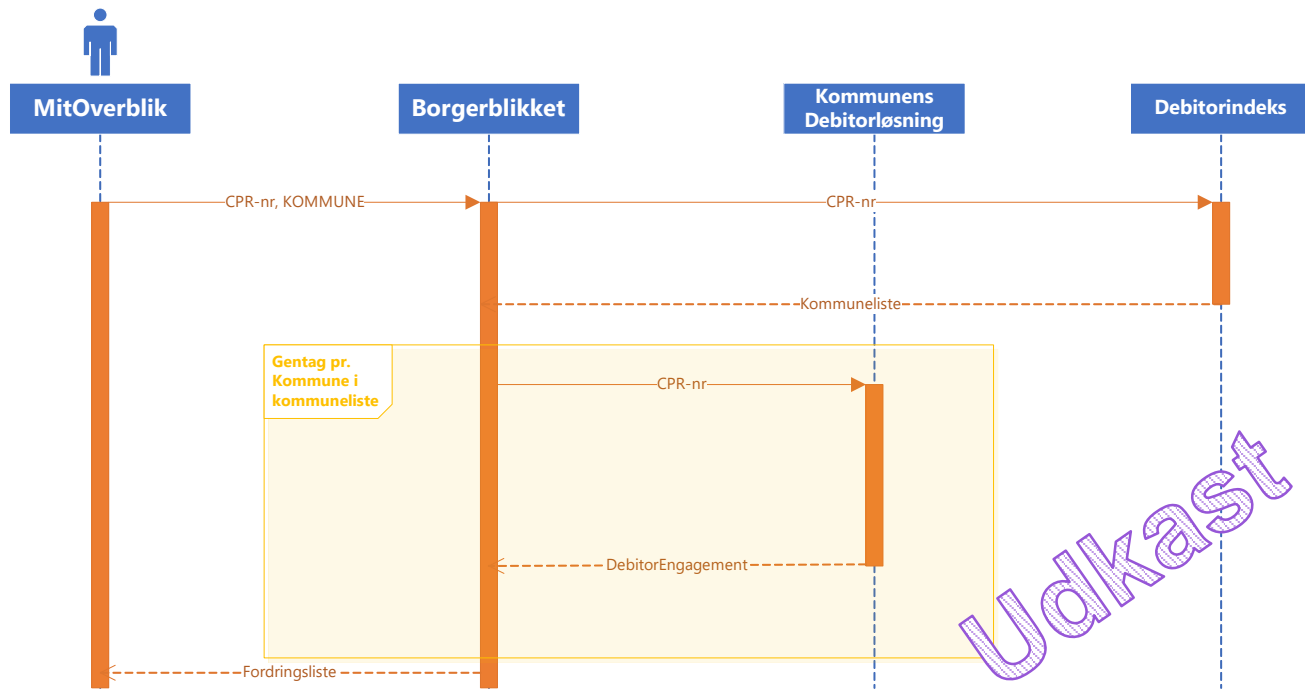 MitOverblik
Borgerblikket
Kommunens
Debitorløsning
Debitorindeks
CPR-nr, KOMMUNE
CPR-nr
Kommuneliste
Gentag pr.
Kommune i
kommuneliste
CPR-nr
DebitorEngagement
Fordringsliste
Udkast